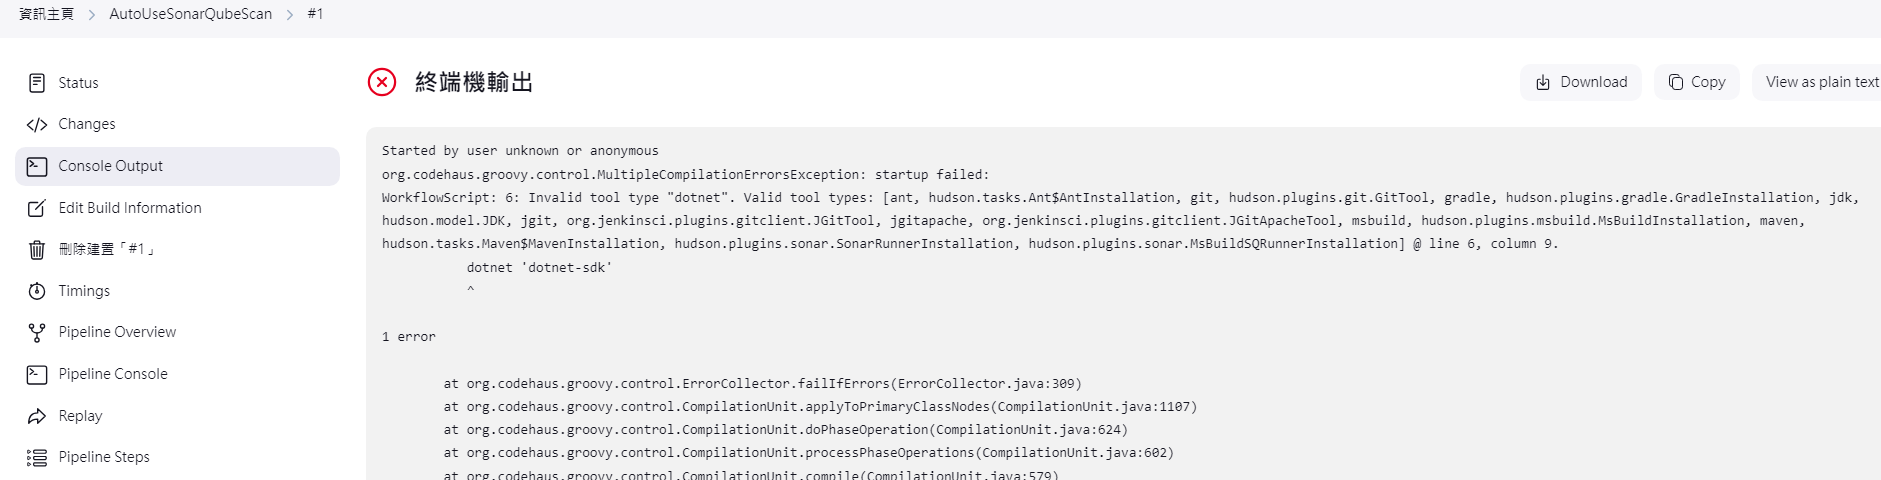 資訊主頁 > AutoUseSonarQubeScan > #1
Status
Changes
Console Output
Edit Build Information
刪除建置「#1」
Timings
Pipeline Overview
Pipeline Console
Replay
Pipeline Steps
終端機輸出
Download
Copy
View as plain text
Started by user unknown or anonymous
org.codehaus.groovy.control.MultipleCompilationErrorsException: startup failed:
WorkflowScript: 6: Invalid tool type "dotnet". Valid tool types: [ant, hudson.tasks.Ant$AntInstallation, git, hudson.plugins.git.GitTool, gradle, hudson.plugins.gradle.GradleInstallation, jdk,
hudson.model.JDK, jgit, org.jenkinsci.plugins.gitclient.JGitTool, jgitapache, org.jenkinsci.plugins.gitclient.JGitApacheTool, msbuild, hudson.plugins.msbuild.MsBuildInstallation, maven,
hudson.tasks.Maven$MavenInstallation, hudson.plugins.sonar.SonarRunnerInstallation, hudson.plugins.sonar.MsBuildSQRunnerInstallation] @ line 6, column 9.
dotnet 'dotnet-sdk'
^
1 error
at org.codehaus.groovy.control.ErrorCollector.failIfErrors(ErrorCollector.java:309)
at org.codehaus.groovy.control.CompilationUnit.applyToPrimaryClassNodes(CompilationUnit.java:1107)
at org.codehaus.groovy.control.CompilationUnit.doPhaseOperation(CompilationUnit.java:624)
at org.codehaus.groovy.control.CompilationUnit.processPhaseOperations(CompilationUnit.java:602)
at org.codehaus.groovy.control.CompilationUnit.compile(CompilationUnit.java:579)